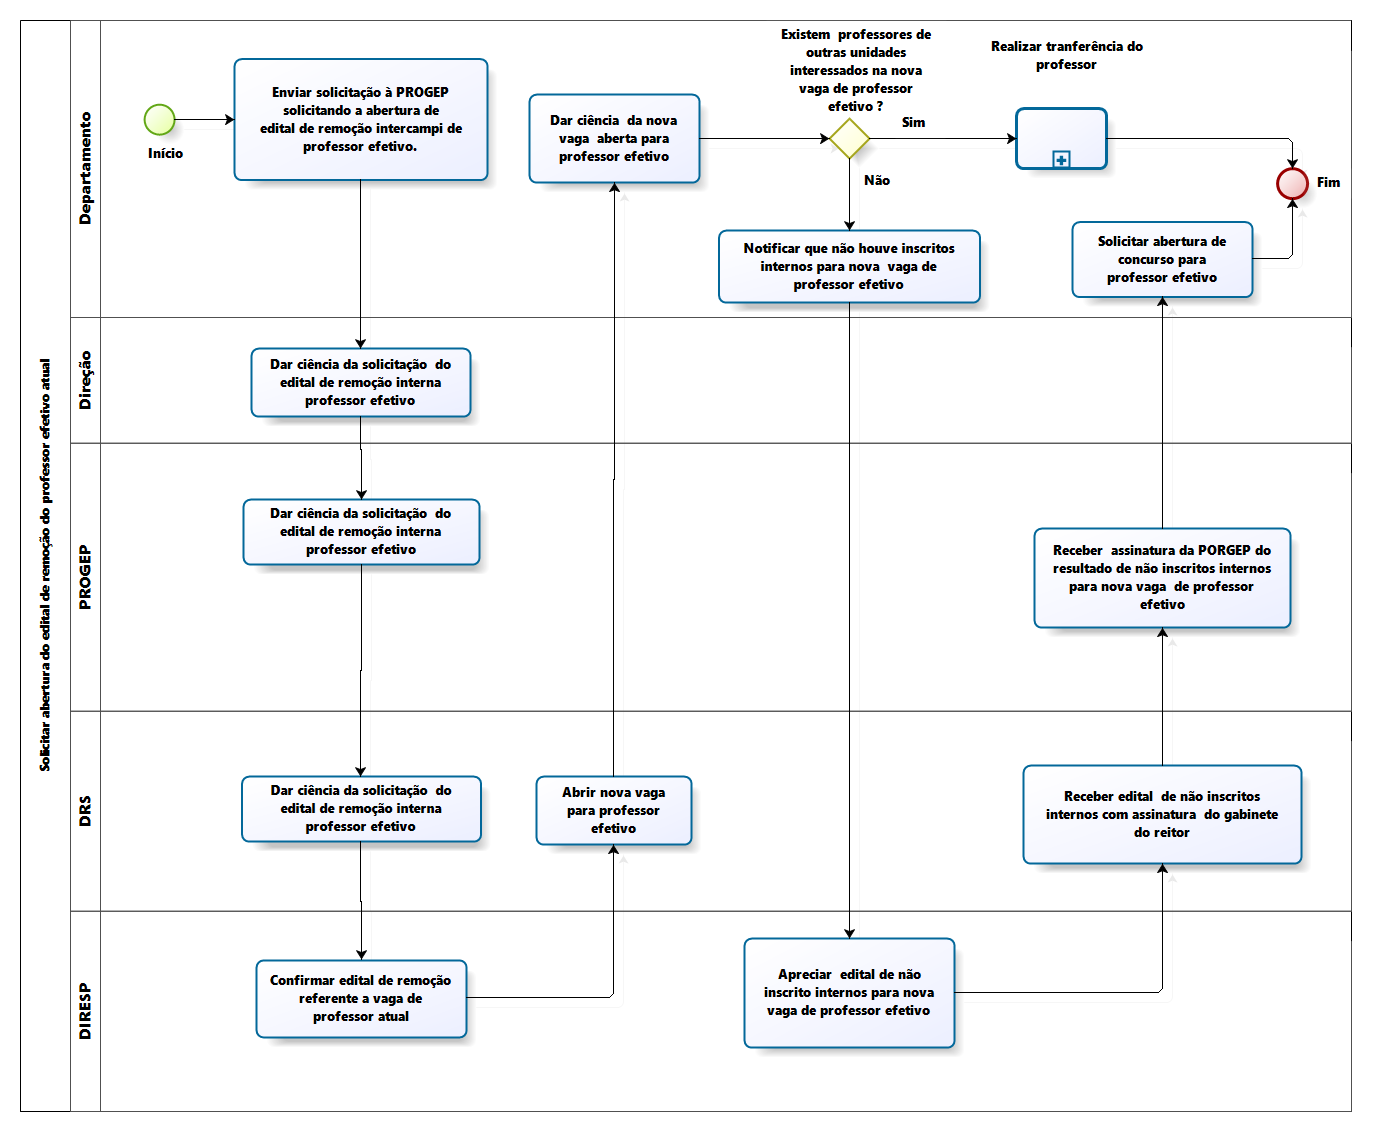 Solicitar abertura do edital de remoção do professor efetivo atual
Departamento
Início
Enviar solicitação à PROGEP
solicitando a abertura de
edital de remoção intercampi de
professor efetivo.
Dar ciência da nova
vaga aberta para
professor efetivo
Existem professores de
outras unidades
interessados na nova
vaga de professor
efetivo ?
Sim
Não
Realizar tranferência do
professor
Fim
Notificar que não houve inscritos
internos para nova vaga de
professor efetivo
Solicitar abertura de
concurso para
professor efetivo
Direção
Dar ciência da solicitação do
edital de remoção interna
professor efetivo
PROGEP
Dar ciência da solicitação do
edital de remoção interna
professor efetivo
Receber assinatura da PORGEP do
resultado de não inscritos internos
para nova vaga de professor
efetivo
DRS
Dar ciência da solicitação do
edital de remoção interna
professor efetivo
Abrir nova vaga
para professor
efetivo
Receber edital de não inscritos
internos com assinatura do gabinete
do reitor
DIRESP
Confirmar edital de remoção
referente a vaga de
professor atual
Apreciar edital de não
inscrito internos para nova
vaga de professor efetivo